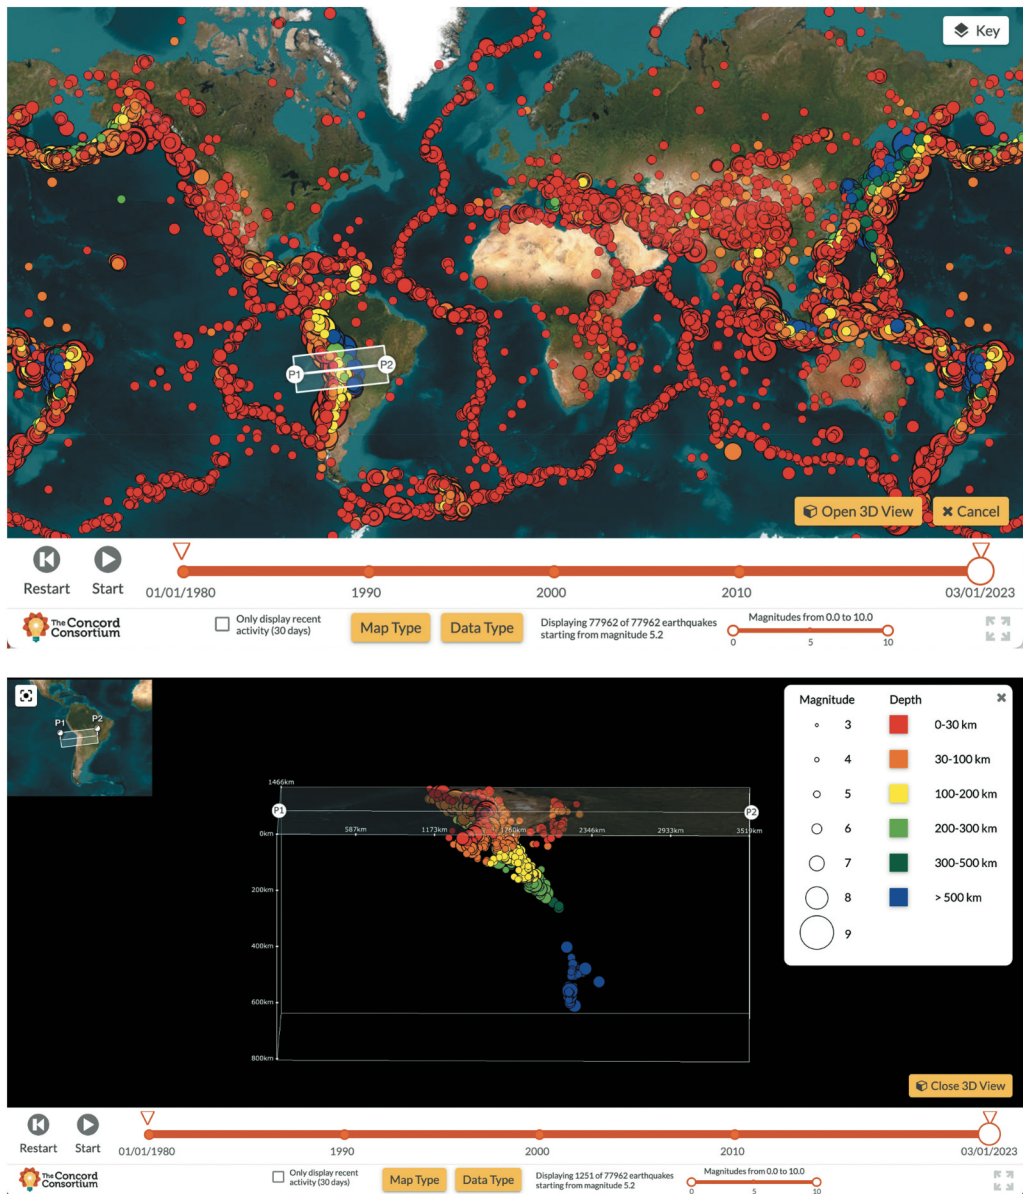 Key
P1
P2
Open 3D View
Cancel
Restart
Start
01/01/1980
1990
2000
2010
03/01/2023
The Concord
Consortium
Only display recent
activity (30 days)
Map Type
Data Type
Displaying 77962 of 77962 earthquakes
starting from magnitude 5.2
Magnitudes from 0.0 to 10.0
0
5
10
P1
P2
Magnitude
Depth
3
0-30 km
4
30-100 km
5
100-200 km
6
200-300 km
7
300-500 km
8
> 500 km
9
1466km
P1
P2
0km
587km
1173km
1760km
2346km
2933km
3519km
200km
400km
600km
800km
Close 3D View
Restart
Start
01/01/1980
1990
2000
2010
03/01/2023
The Concord
Consortium
Only display recent
activity (30 days)
Map Type
Data Type
Displaying 1251 of 77962 earthquakes
starting from magnitude 5.2
Magnitudes from 0.0 to 10.0
0
5
10